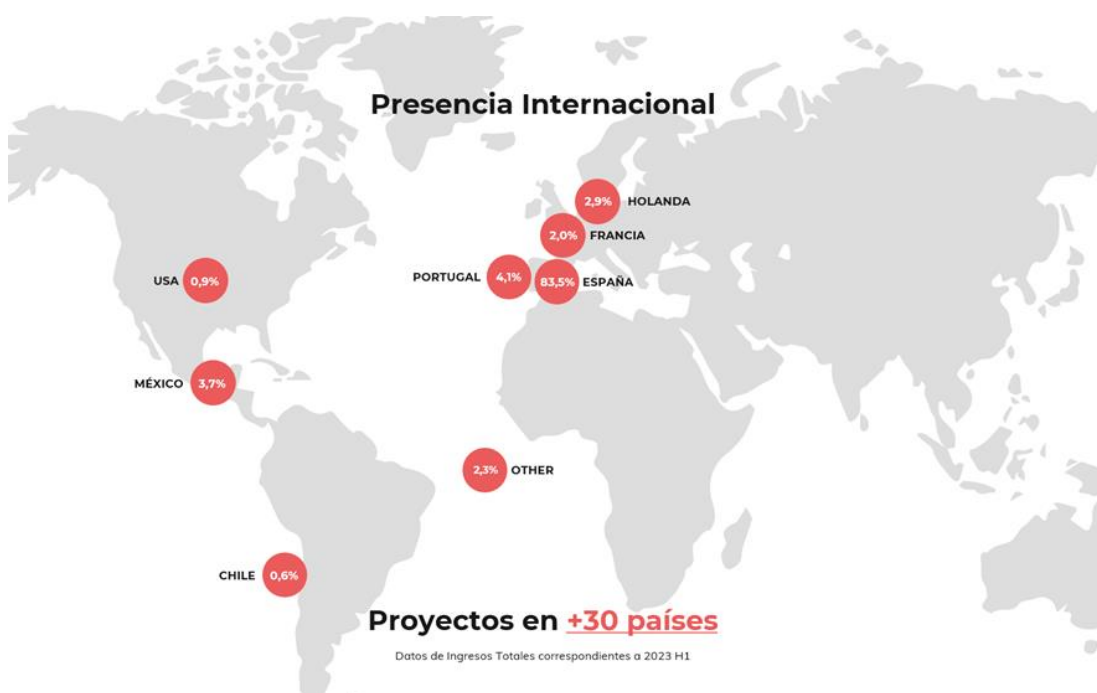 Presencia Internacional
2,9% HOLANDA
2,0% FRANCIA
PORTUGAL 4,1% 83,5% ESPAÑA
USA 0,9%
MÉXICO 3,7%
2,3% OTHER
CHILE 0,6%
Proyectos en +30 países
Datos de Ingresos Totales correspondientes a 2023 H1